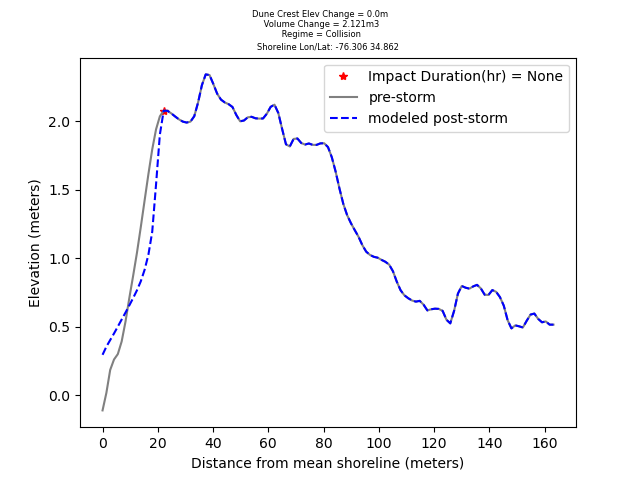 Dune Crest Elev Change = 0.0m
Volume Change = 2.121m3
Regime = Collision
Shoreline Lon/Lat: -76.306 34.862
Impact Duration(hr) = None
pre-storm
modeled post-storm
Elevation (meters)
2.0
1.5
1.0
0.5
0.0
0 20 40 60 80 100 120 140 160
Distance from mean shoreline (meters)